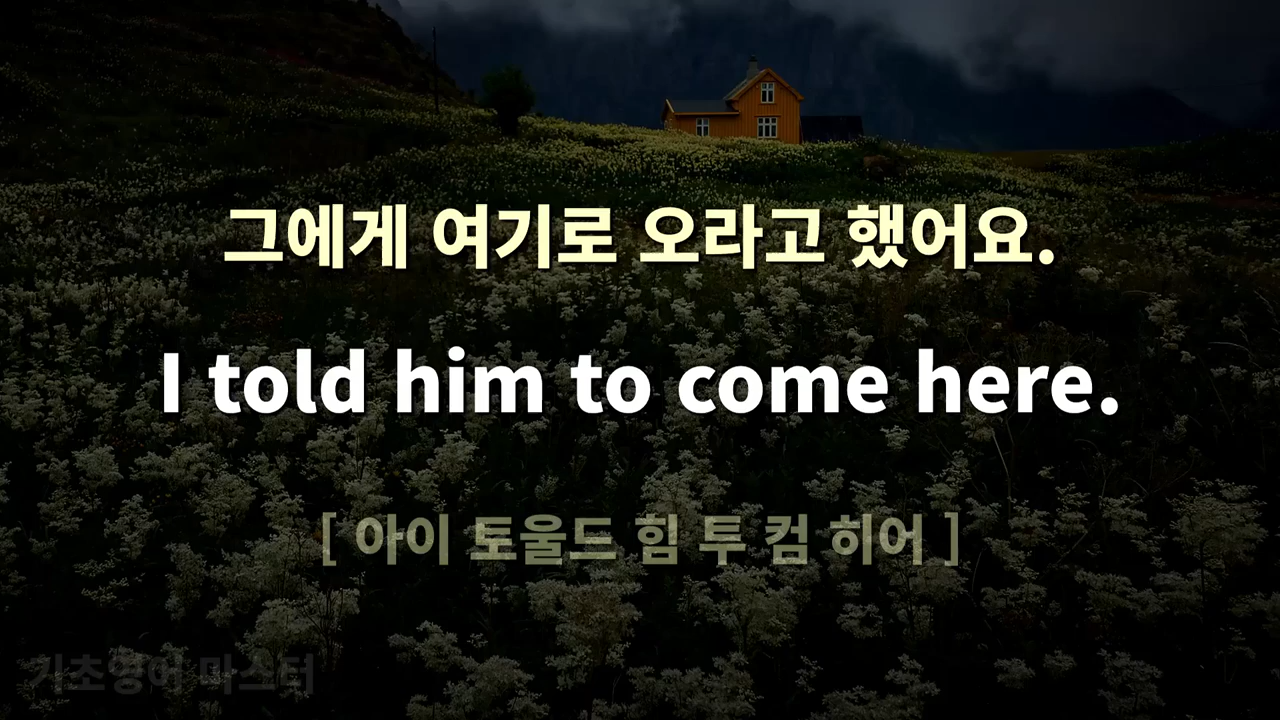 그에게 여기로 오라고 했어요.
I told him to come here.
[ 아이 토울드 힘 투 컴 히어 ]
기초영어 마스터